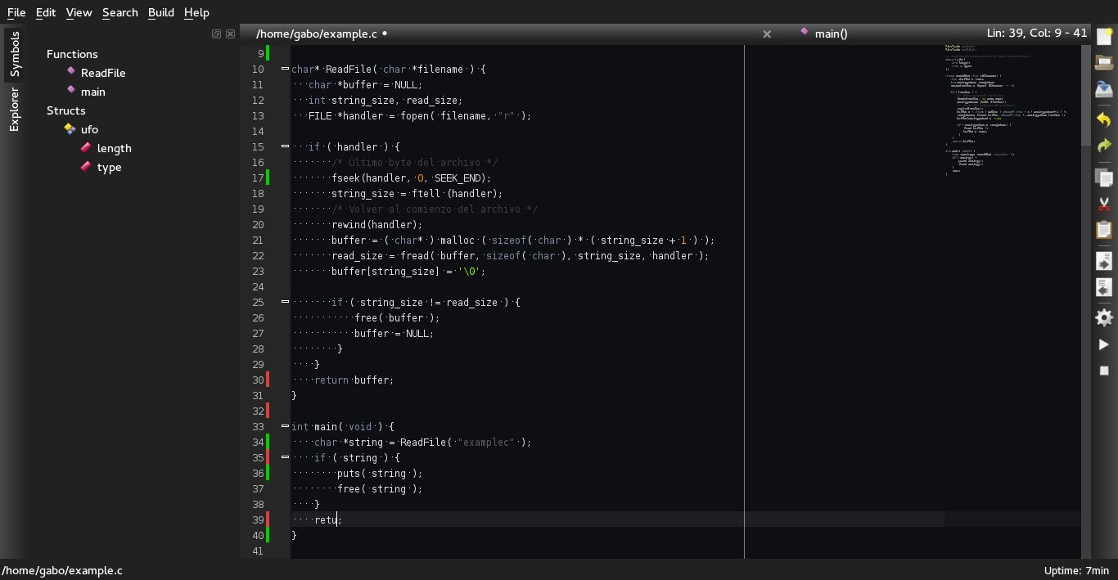 File Edit View Search Build Help
/home/gabo/example.c •
main()
Lin: 39, Col: 9 - 41
Symbols
Explorer
Functions
ReadFile
main
Structs
ufo
length
type
9
10 char* ReadFile( char *filename ) {
11 char *buffer = NULL;
12 int string_size, read_size;
13 FILE *handler = fopen( filename, "r" );
14
15 if ( handler ) {
16 /* Último byte del archivo */
17 fseek(handler, 0, SEEK_END);
18 string_size = ftell (handler);
19 /* Volver al comienzo del archivo */
20 rewind(handler);
21 buffer = ( char* ) malloc ( sizeof( char ) * ( string_size + 1 ) );
22 read_size = fread( buffer, sizeof( char ), string_size, handler );
23 buffer[string_size] = '\0';
24
25 if ( string_size != read_size ) {
26 free( buffer );
27 buffer = NULL;
28 }
29 }
30 return buffer;
31 }
32
33 int main( void ) {
34 char *string = ReadFile( "examplec" );
35 if ( string ) {
36 puts( string );
37 free( string );
38 }
39 retu;
40 }
41
/home/gabo/example.c
Uptime: 7min